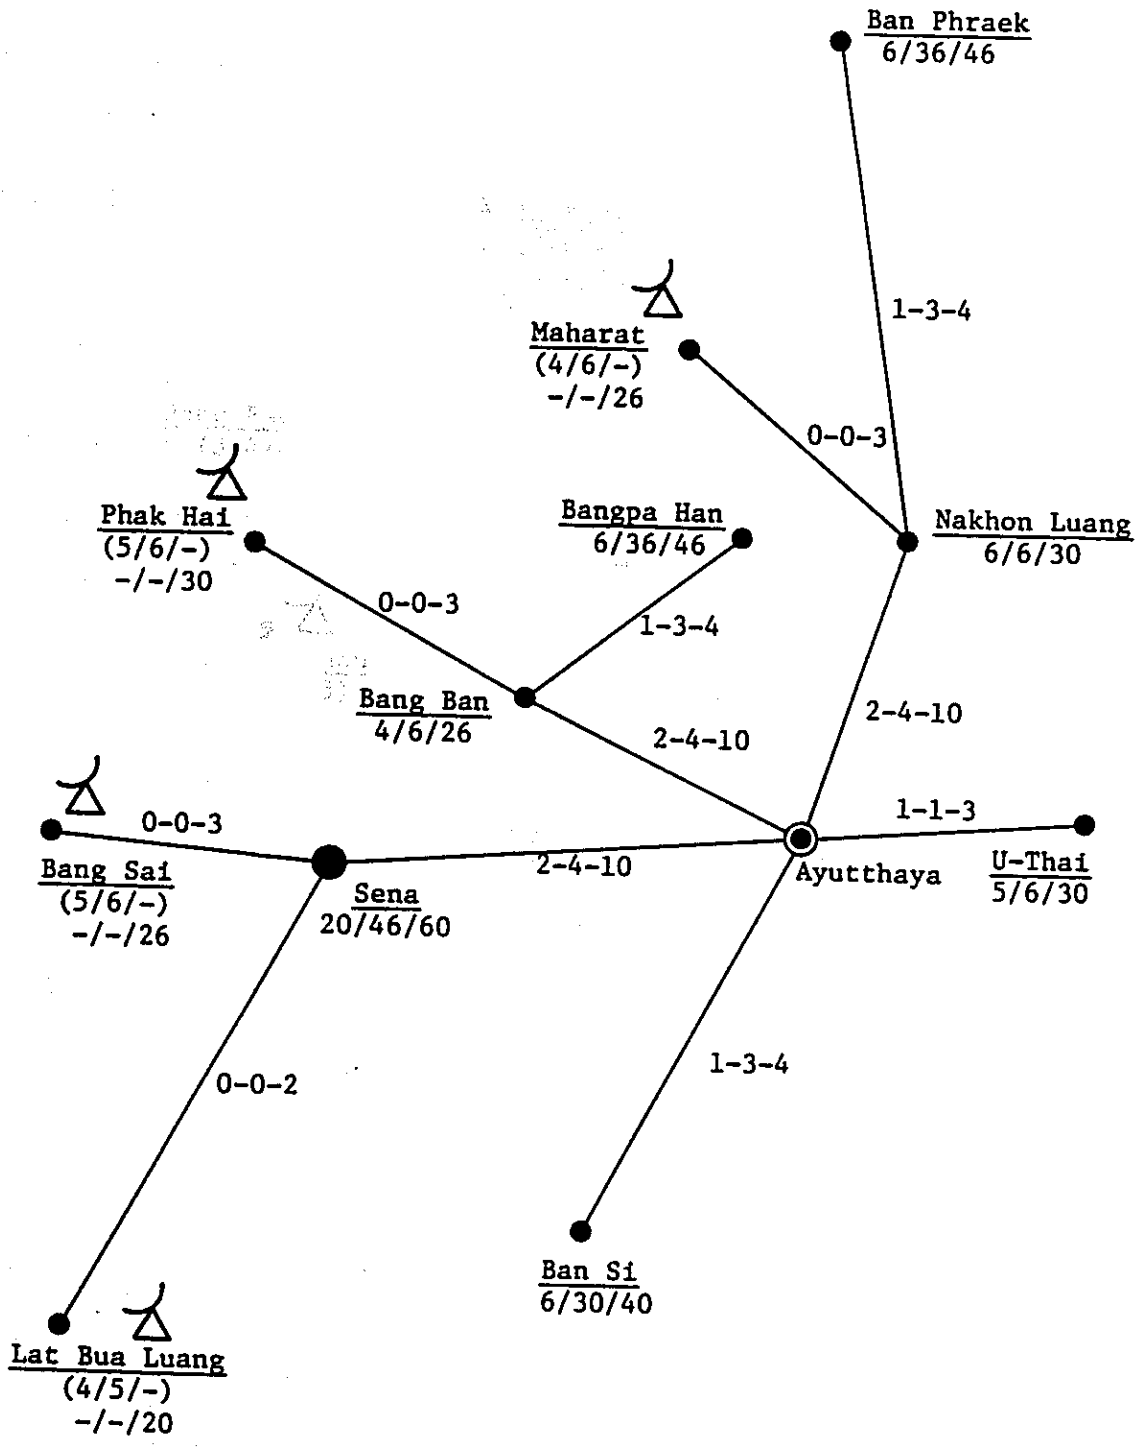 Ban Phraek
6/36/46
1-3-4
Maharat
(4/6/-)
-/-/26
0-0-3
Phak Hai
(5/6/-)
-/-/30
Bangpa Han
6/36/46
Nakhon Luang
6/6/30
0-0-3
1-3-4
Bang Ban
4/6/26
2-4-10
2-4-10
0-0-3
Bang Sai
(5/6/-)
-/-/26
Sena
20/46/60
2-4-10
Ayutthaya
1-1-3
U-Thai
5/6/30
0-0-2
1-3-4
Ban Si
6/30/40
Lat Bua Luang
(4/5/-)
-/-/20